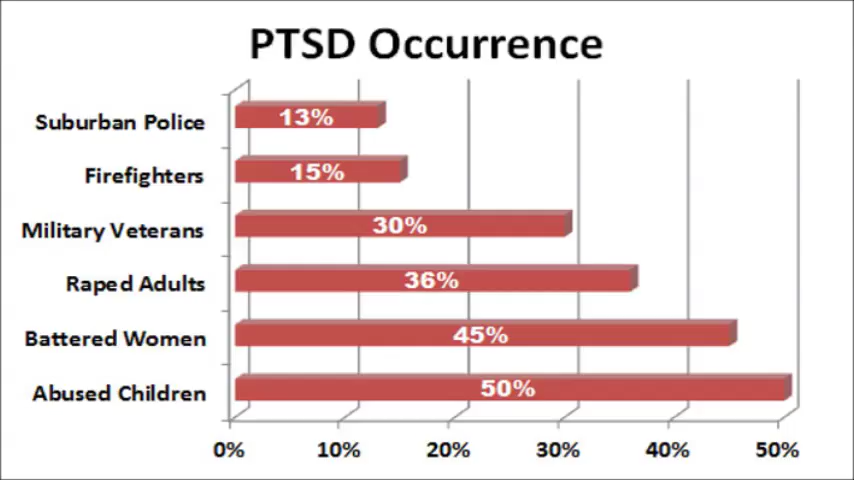 PTSD Occurrence
Suburban Police 13%
Firefighters 15%
Military Veterans 30%
Raped Adults 36%
Battered Women 45%
Abused Children 50%
0% 10% 20% 30% 40% 50%